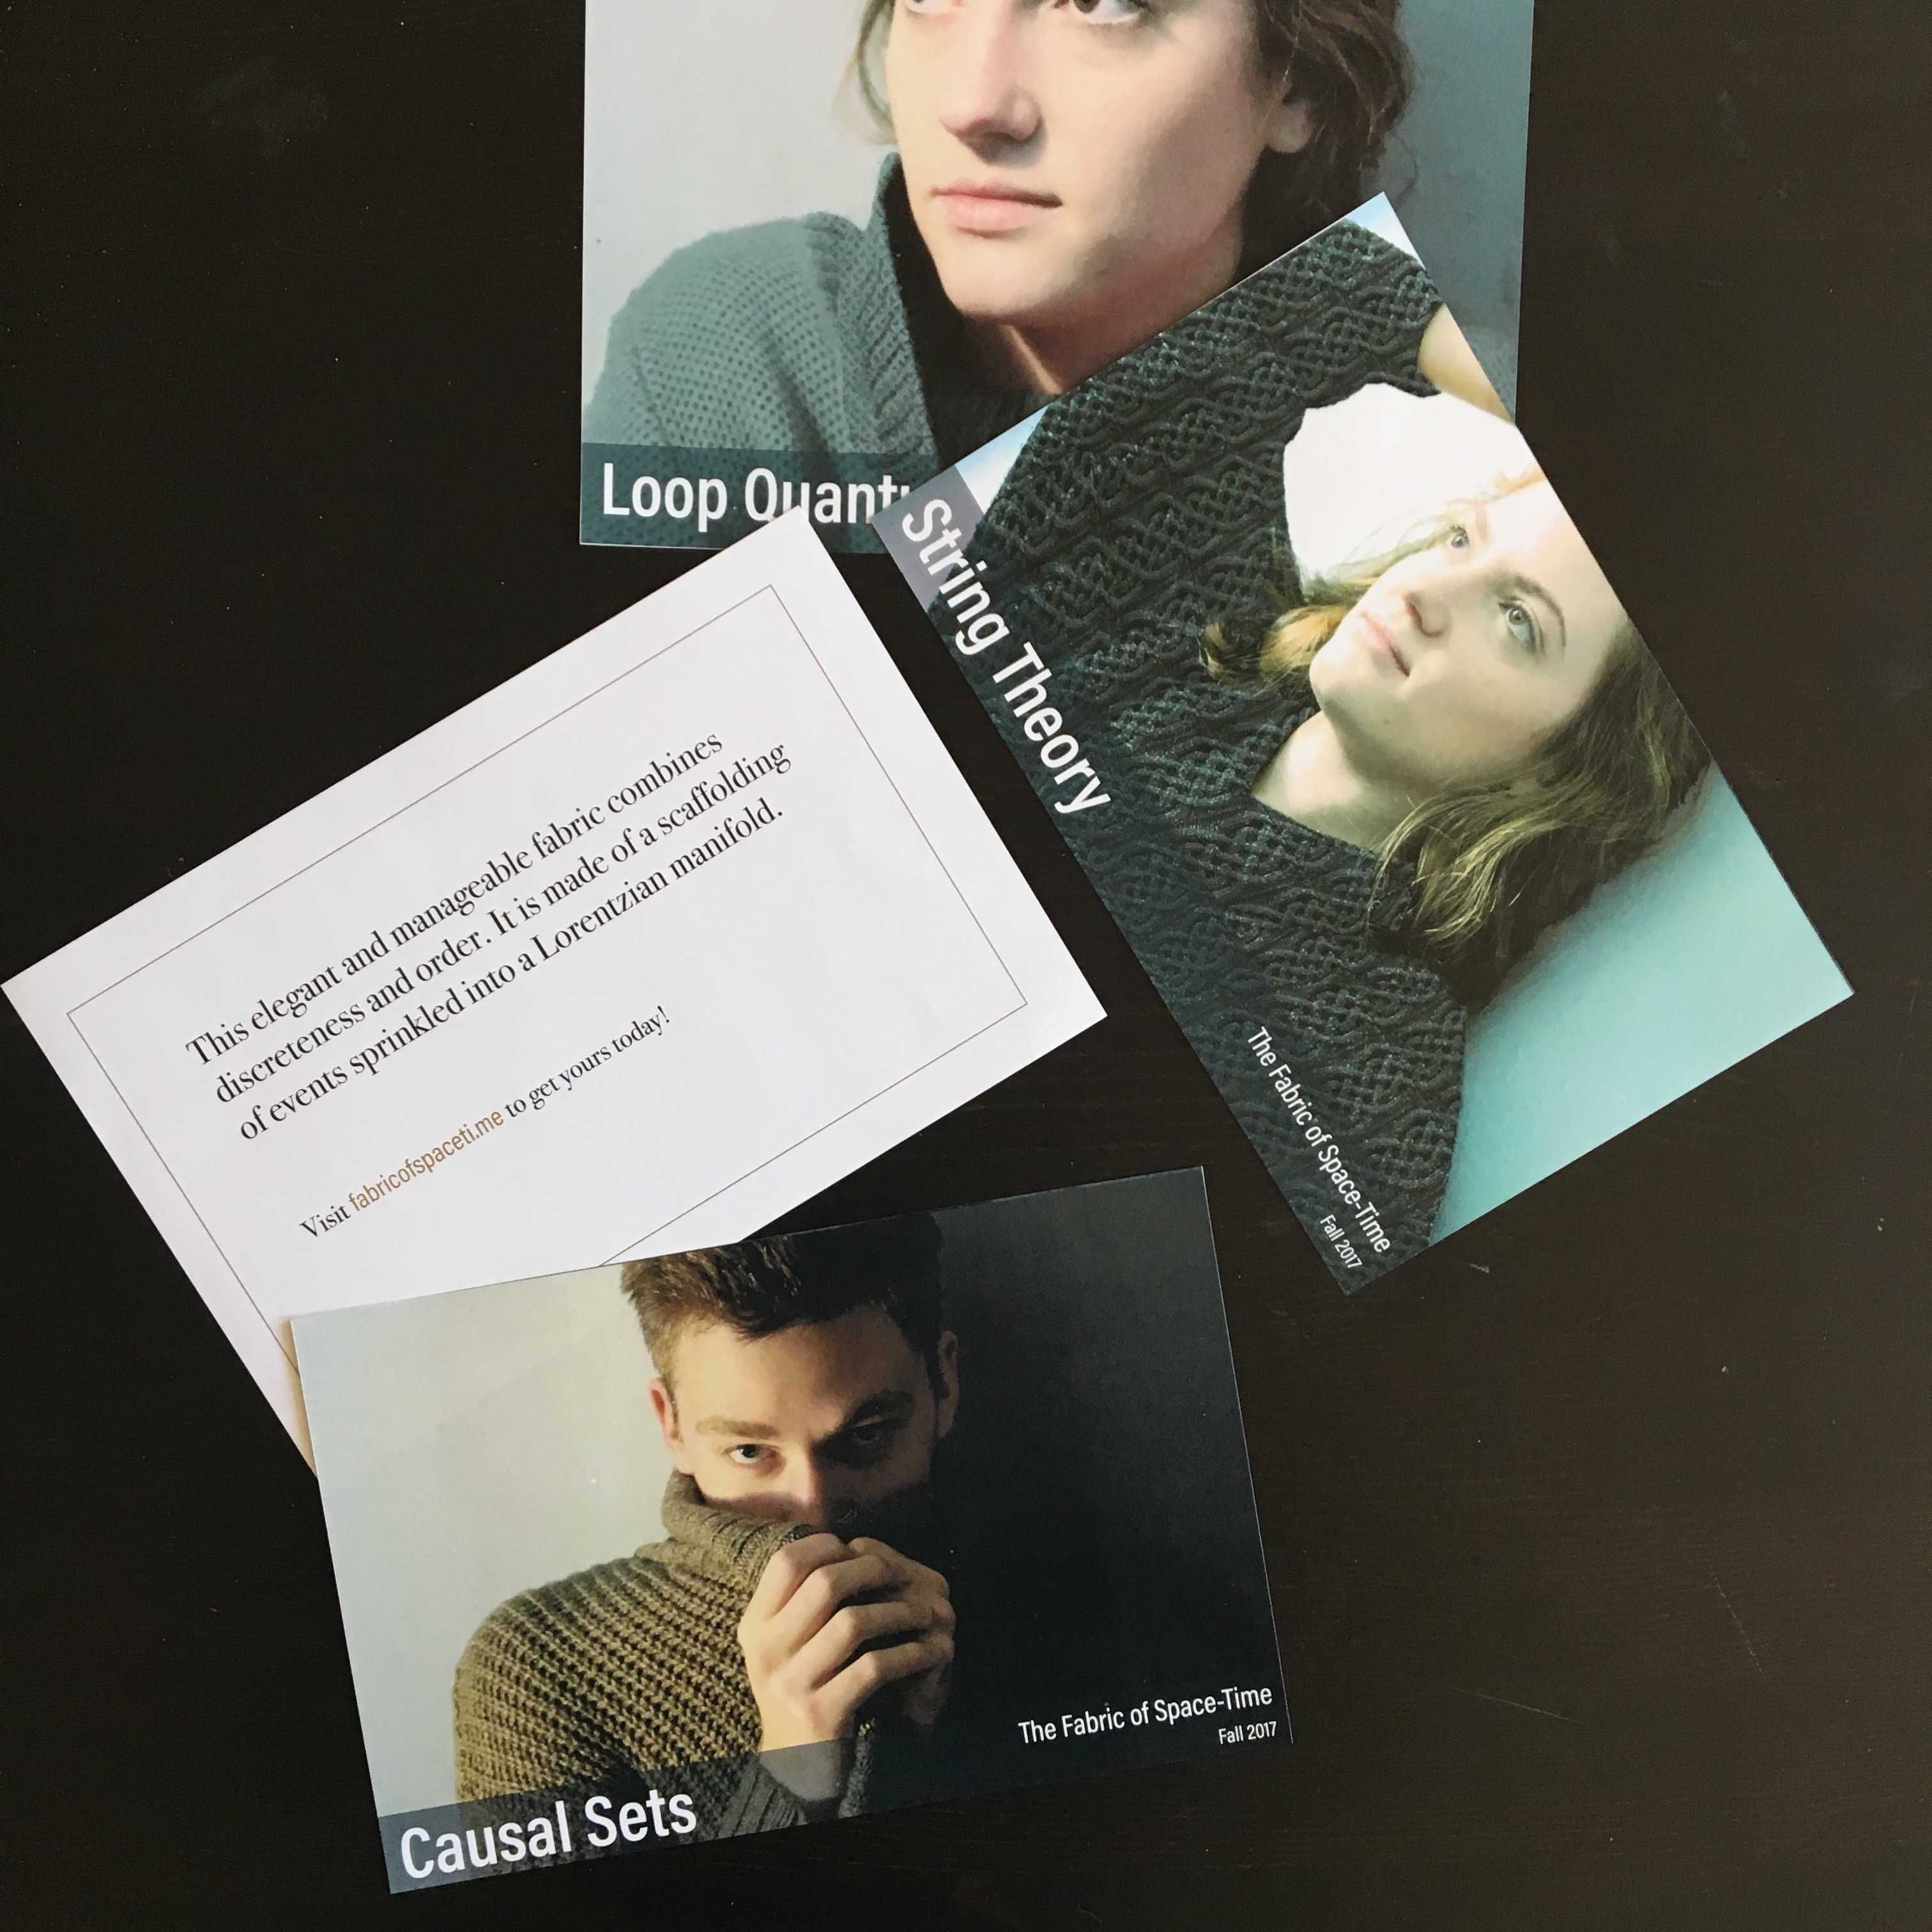 Loop Quant
String Theory
The Fabric of Space-Time
Fall 2017
This elegant and manageable fabric combines
discreteness and order. It is made of a scaffolding
of events sprinkled into a Lorentzian manifold.
Visit fabricofspaceti.me to get yours today!
The Fabric of Space-Time
Fall 2017
Causal Sets